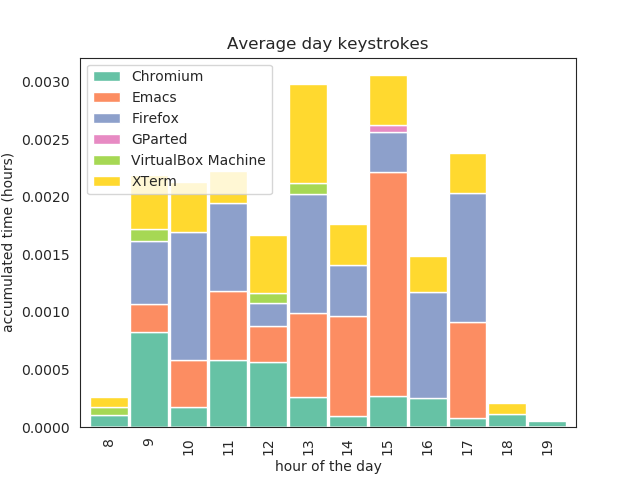 Average day keystrokes
accumulated time (hours)
0.0030
0.0025
0.0020
0.0015
0.0010
0.0005
0.0000
Chromium
Emacs
Firefox
GParted
VirtualBox Machine
XTerm
8
9
10
11
12
13
14
15
16
17
18
19
hour of the day